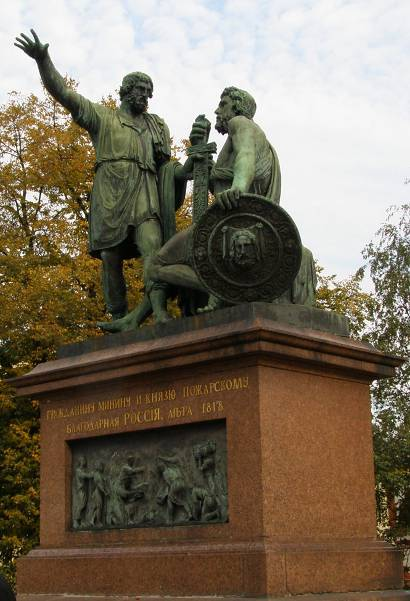 ГРАЖДАНИНУ МИНИНУ И КНЯЗЮ ПОЖАРСКОМУ
БЛАГОДАРНАЯ РОССІЯ. ЛѢТА 1818.